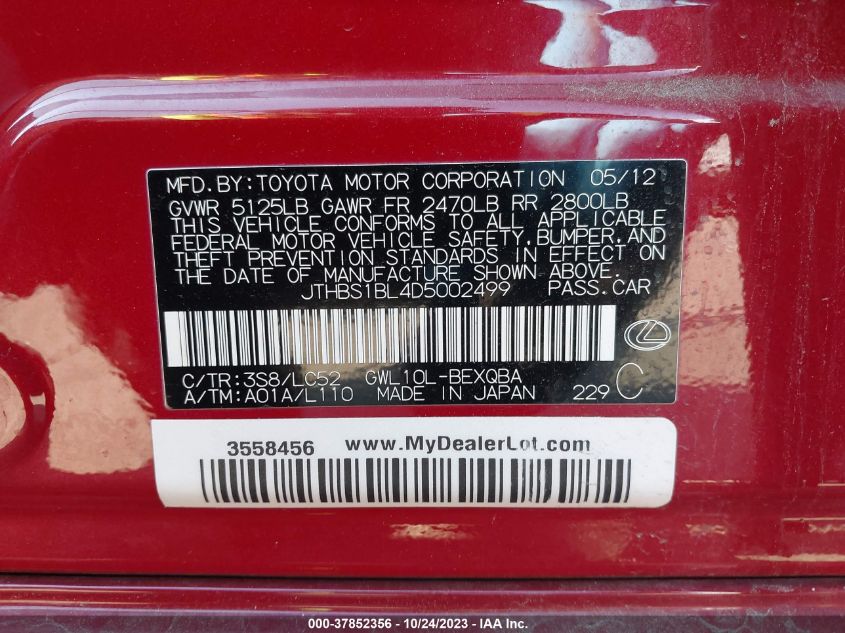 MFD. BY: TOYOTA MOTOR CORPORATION 05/12
GVWR 5125LB GAWR FR 2470LB RR 2800LB
THIS VEHICLE CONFORMS TO ALL APPLICABLE
FEDERAL MOTOR VEHICLE SAFETY, BUMPER, AND
THEFT PREVENTION STANDARDS IN EFFECT ON
THE DATE OF MANUFACTURE SHOWN ABOVE.
JTHBS1BL4D5002499 PASS. CAR
C/TR: 3S8/LC52 GWL10L-BEXQBA
A/TM: A01A/L110 MADE IN JAPAN 229 C
3558456 www.MyDealerLot.com
000-37852356 - 10/24/2023 - IAA Inc.